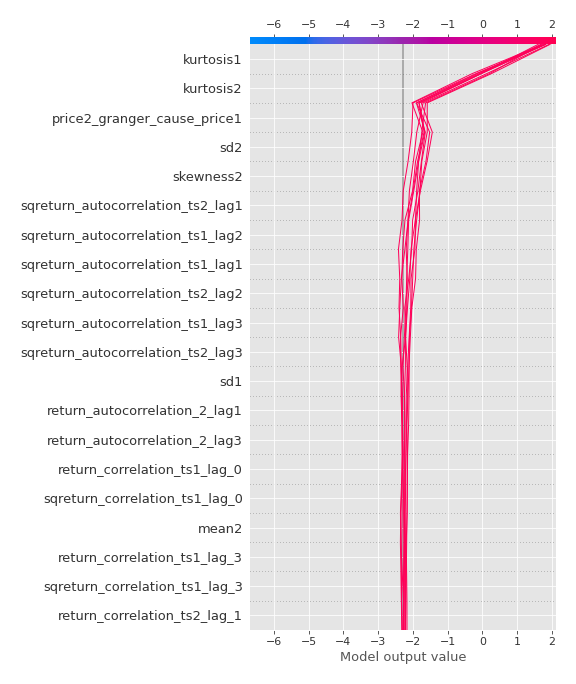 −6 −5 −4 −3 −2 −1 0 1 2
kurtosis1
kurtosis2
price2_granger_cause_price1
sd2
skewness2
sqreturn_autocorrelation_ts2_lag1
sqreturn_autocorrelation_ts1_lag2
sqreturn_autocorrelation_ts1_lag1
sqreturn_autocorrelation_ts2_lag2
sqreturn_autocorrelation_ts1_lag3
sqreturn_autocorrelation_ts2_lag3
sd1
return_autocorrelation_2_lag1
return_autocorrelation_2_lag3
return_correlation_ts1_lag_0
sqreturn_correlation_ts1_lag_0
mean2
return_correlation_ts1_lag_3
sqreturn_correlation_ts1_lag_3
return_correlation_ts2_lag_1
−6 −5 −4 −3 −2 −1 0 1 2
Model output value